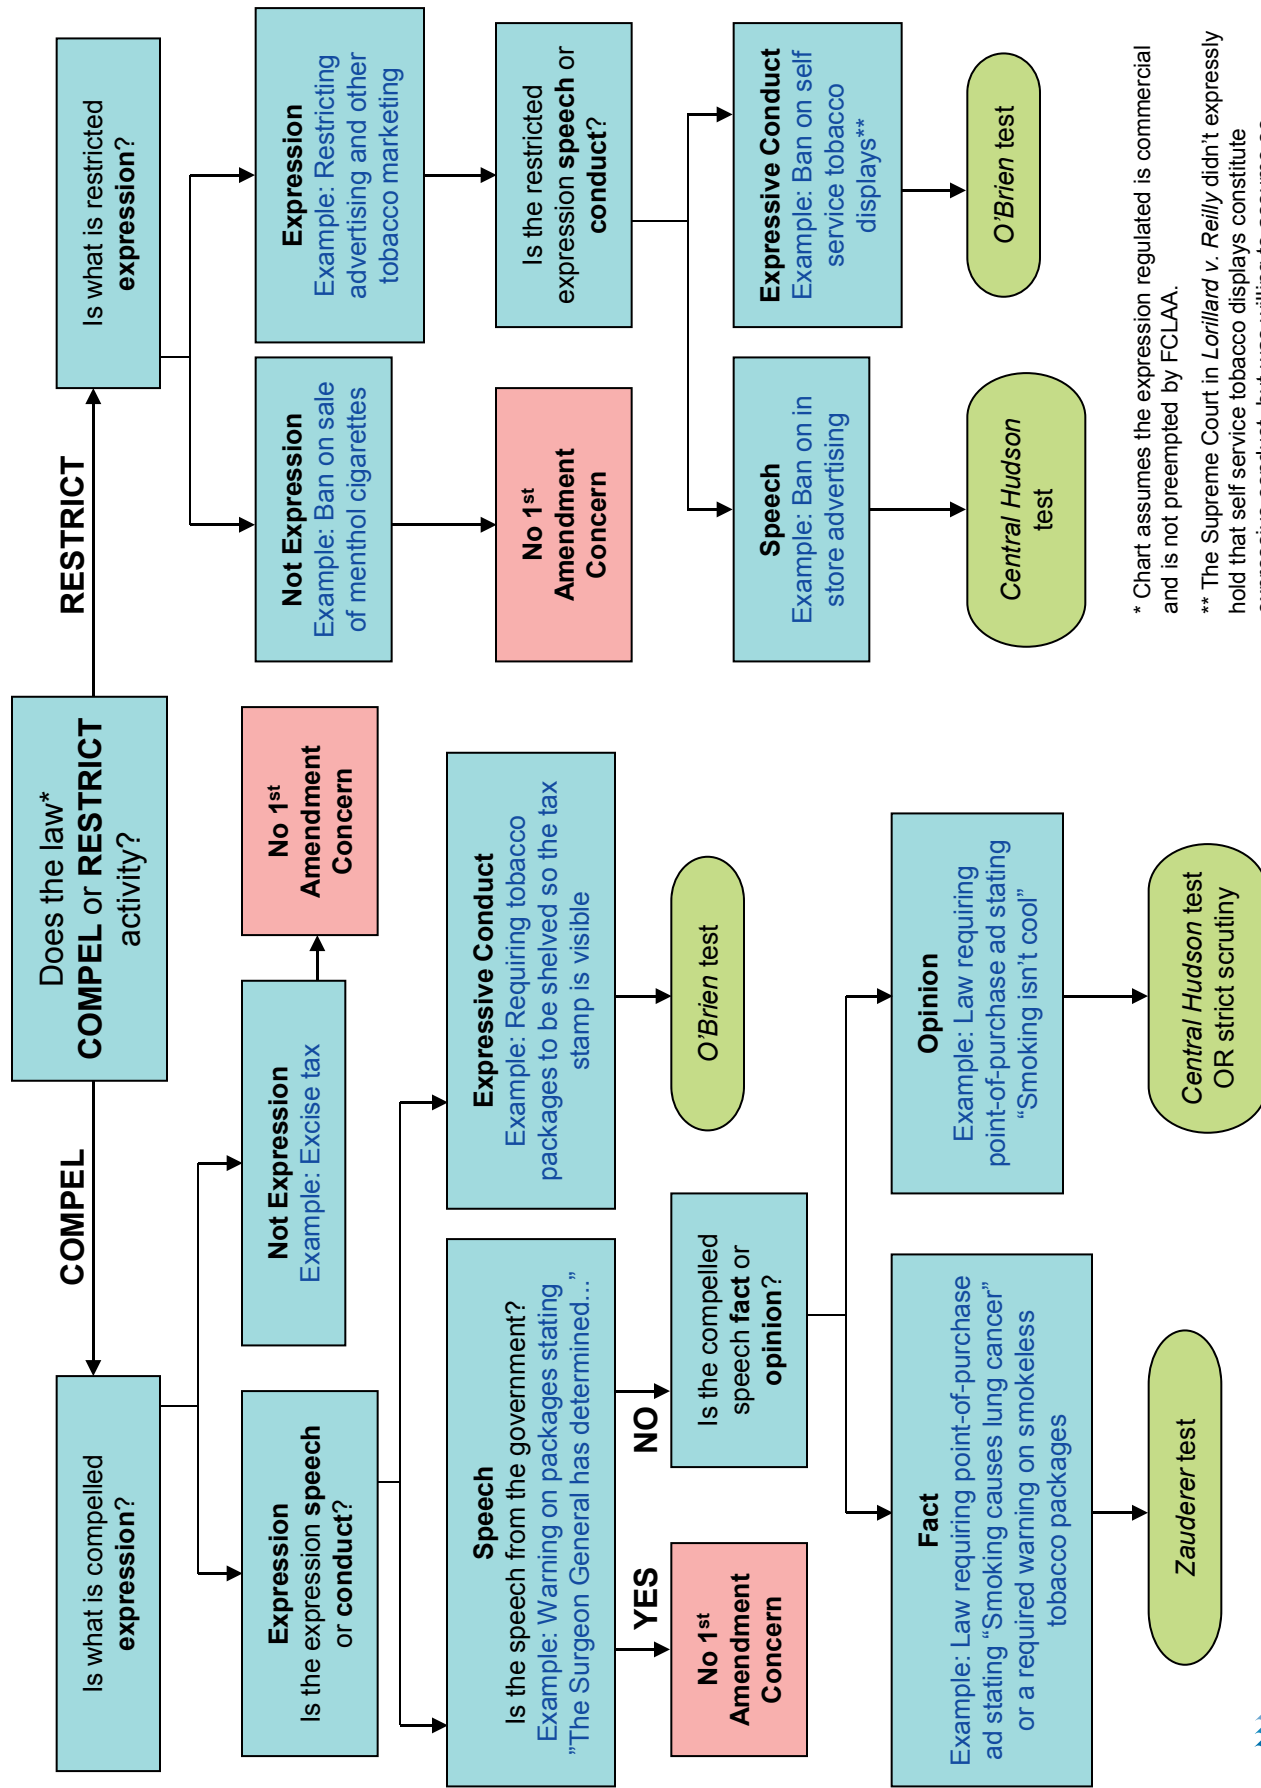 Does the law*
COMPEL or RESTRICT
activity?
COMPEL
RESTRICT
Is what is compelled
expression?
Expression
Is the expression speech
or conduct?
Not Expression
Example: Excise tax
No 1st
Amendment
Concern
Speech
Is the speech from the government?
Example: Warning on packages stating
”The Surgeon General has determined…”
YES
NO
No 1st
Amendment
Concern
Expressive Conduct
Example: Requiring tobacco
packages to be shelved so the tax
stamp is visible
O’Brien test
Is the compelled
speech fact or
opinion?
Fact
Example: Law requiring point-of-purchase
ad stating “Smoking causes lung cancer”
or a required warning on smokeless
tobacco packages
Zauderer test
Opinion
Example: Law requiring
point-of-purchase ad stating
“Smoking isn’t cool”
Central Hudson test
OR strict scrutiny
Is what is restricted
expression?
Not Expression
Example: Ban on sale
of menthol cigarettes
No 1st
Amendment
Concern
Expression
Example: Restricting
advertising and other
tobacco marketing
Is the restricted
expression speech or
conduct?
Speech
Example: Ban on in
store advertising
Central Hudson
test
Expressive Conduct
Example: Ban on self
service tobacco
displays**
O’Brien test
* Chart assumes the expression regulated is commercial
and is not preempted by FCLAA.
** The Supreme Court in Lorillard v. Reilly didn’t expressly
hold that self service tobacco displays constitute